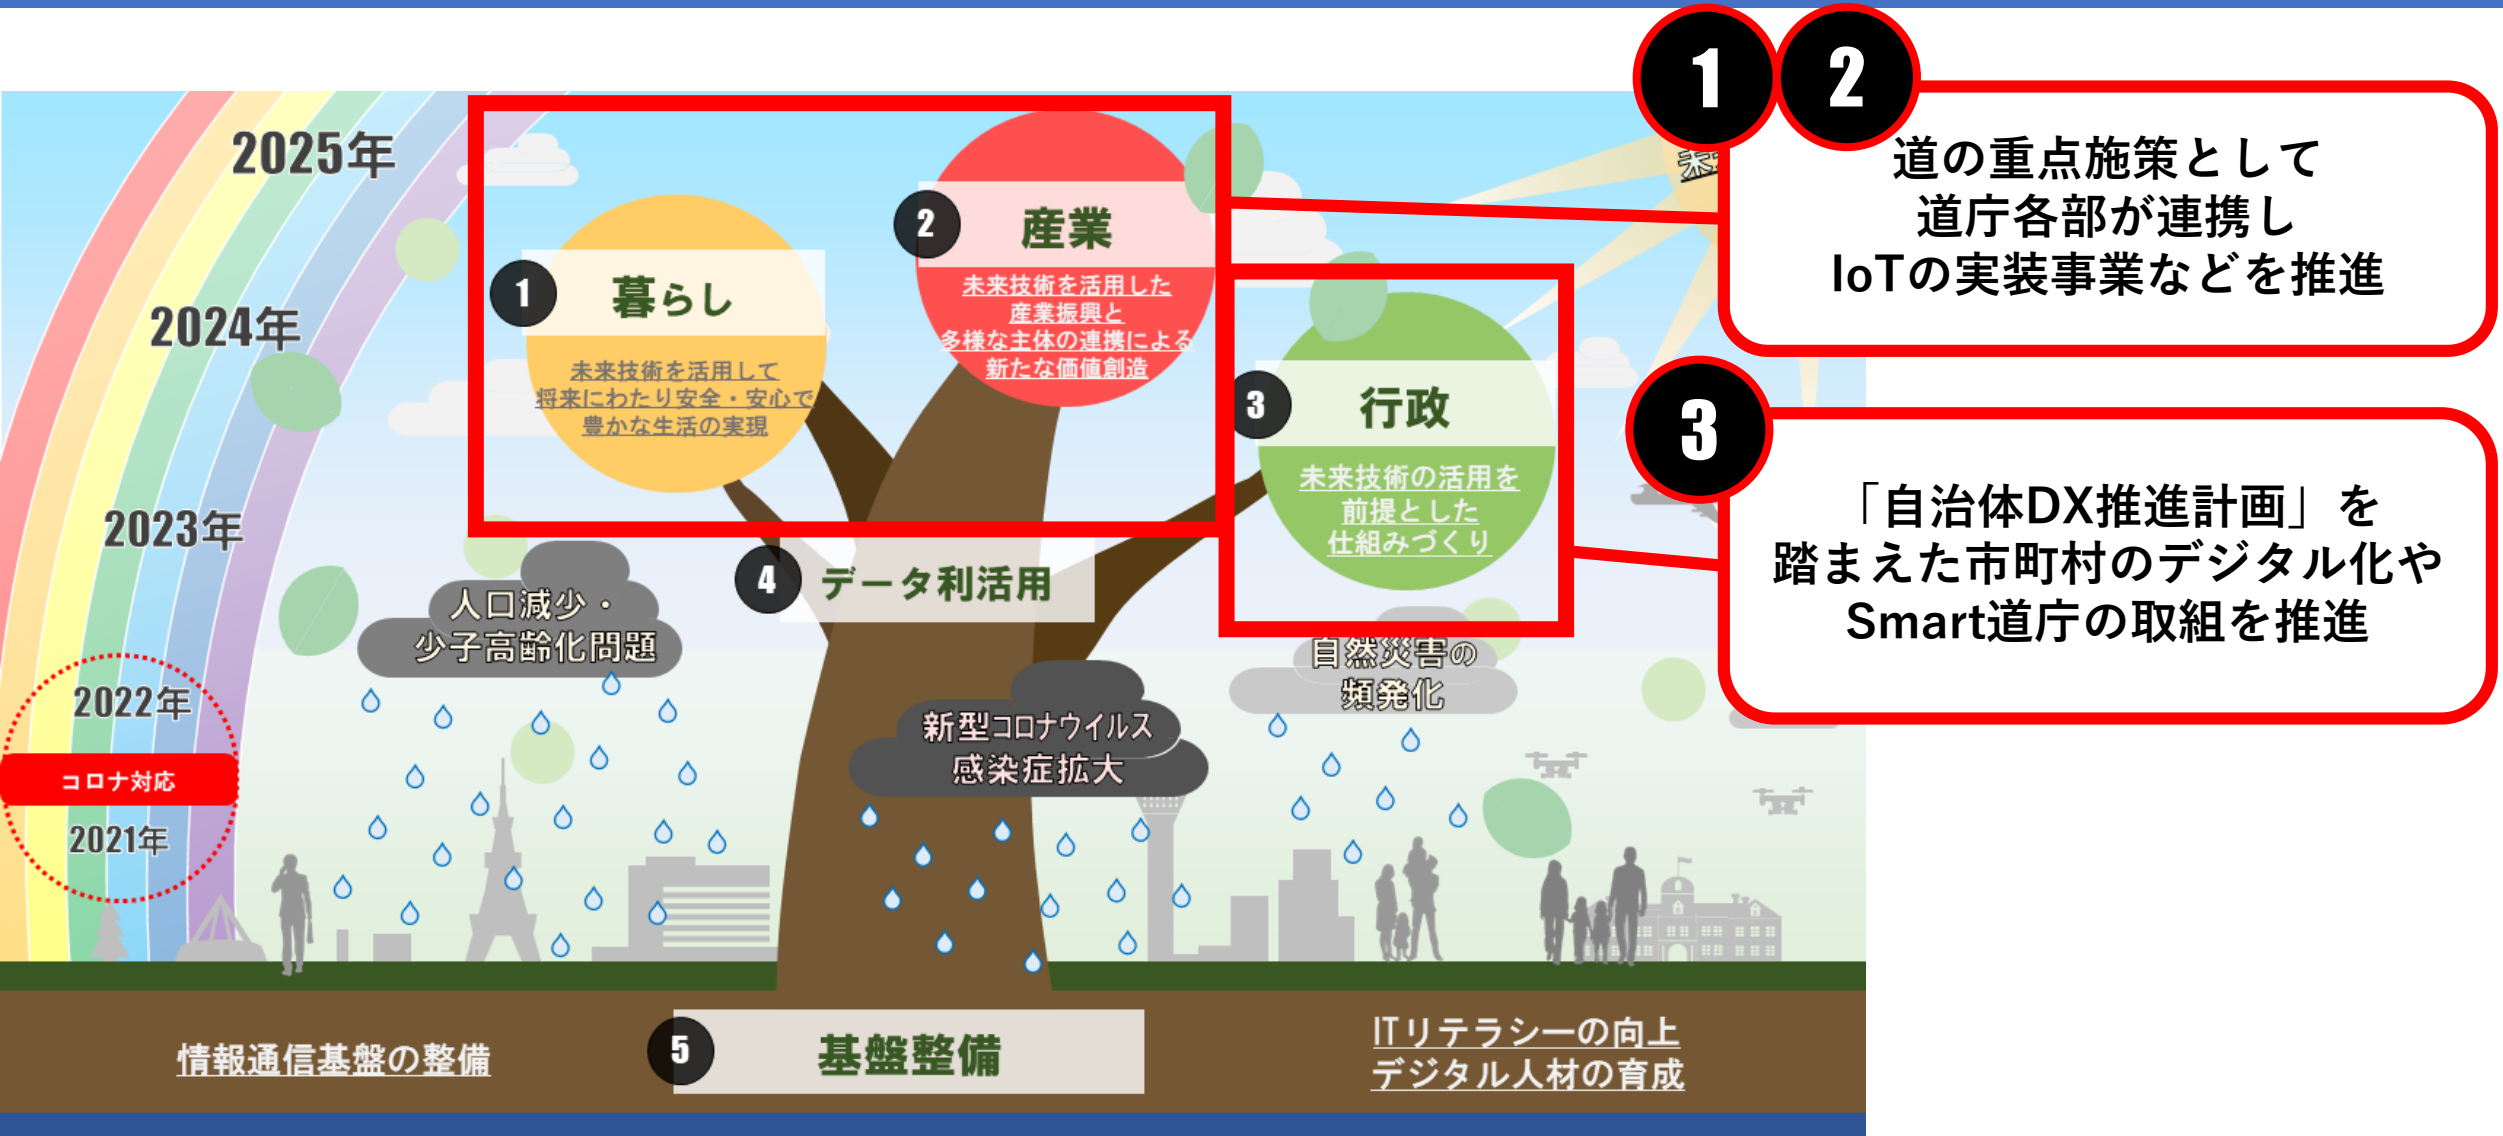 1
2
道の重点施策として
道庁各部が連携し
IoTの実装事業などを推進
3
「自治体DX推進計画」を
踏まえた市町村のデジタル化や
Smart道庁の取組を推進
2025年
2024年
2023年
2022年
コロナ対応
2021年
1
暮らし
未来技術を活用して
将来にわたり安全・安心で
豊かな生活の実現
2
産業
未来技術を活用した
産業振興と
多様な主体の連携による
新たな価値創造
3
行政
未来技術の活用を
前提とした
仕組みづくり
4
データ利活用
人口減少・
少子高齢化問題
新型コロナウイルス
感染症拡大
自然災害の
頻発化
情報通信基盤の整備
5
基盤整備
ITリテラシーの向上
デジタル人材の育成